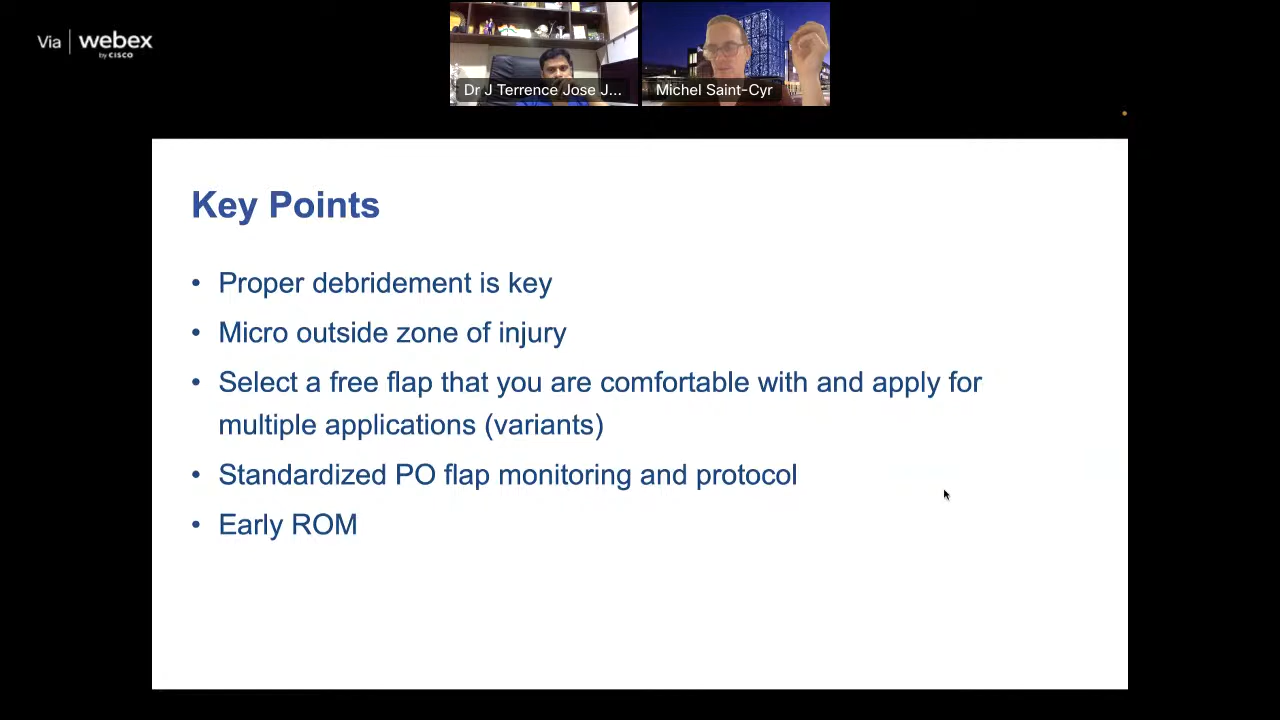 Via webex
by CISCO
Dr J Terrence Jose J...
Michel Saint-Cyr
Key Points
• Proper debridement is key
• Micro outside zone of injury
• Select a free flap that you are comfortable with and apply for
multiple applications (variants)
• Standardized PO flap monitoring and protocol
• Early ROM